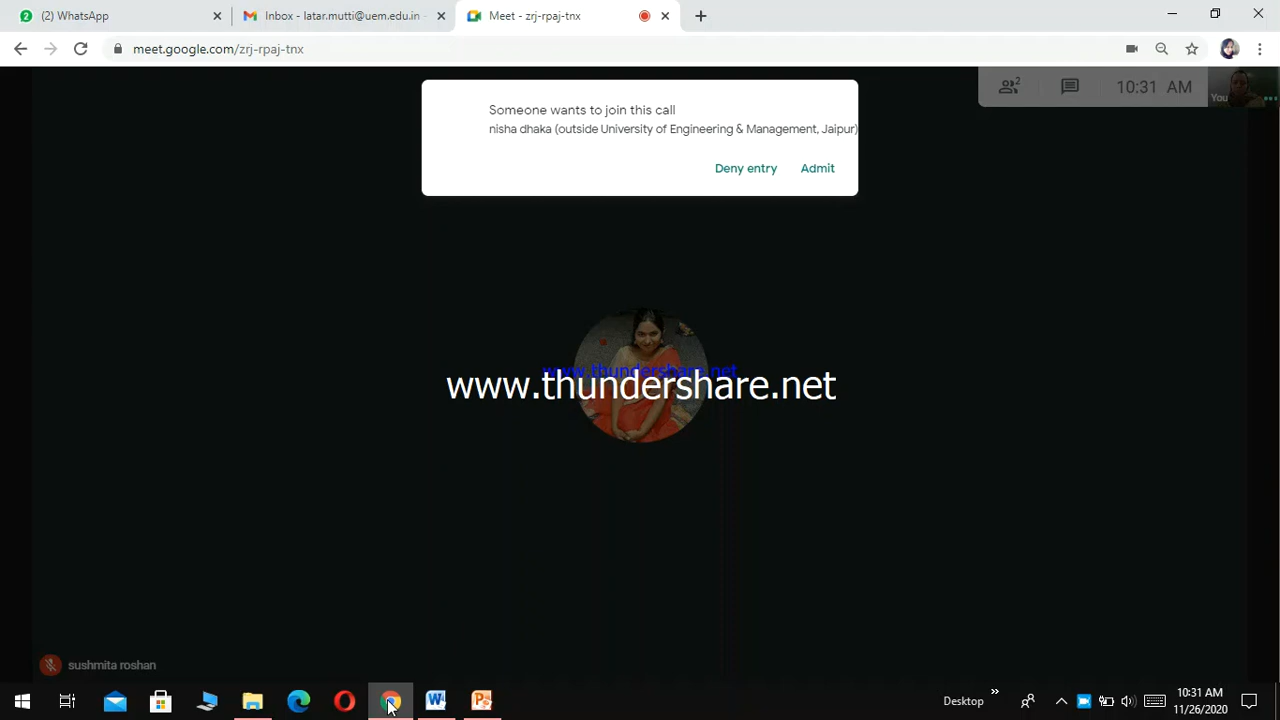 (2) WhatsApp
Inbox - latar.mutti@uem.edu.in -
Meet - zrj-rpaj-tnx
meet.google.com/zrj-rpaj-tnx
Someone wants to join this call
nisha dhaka (outside University of Engineering & Management, Jaipur)
Deny entry Admit
2
10:31 AM
You
www.thundershare.net
www.thundershare.net
sushmita roshan
Desktop
10:31 AM
11/26/2020